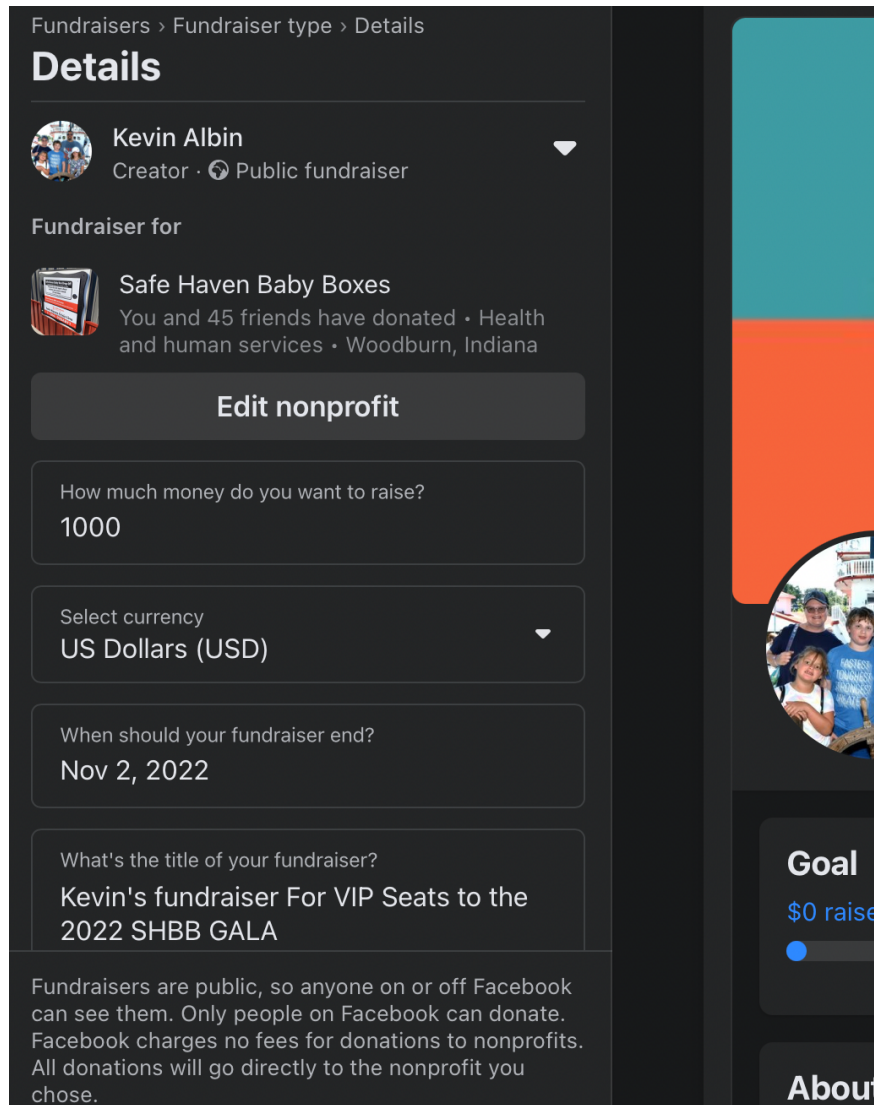 Fundraisers › Fundraiser type › Details
Details
Kevin Albin
Creator · Public fundraiser
Fundraiser for
Safe Haven Baby Boxes
You and 45 friends have donated • Health
and human services • Woodburn, Indiana
Edit nonprofit
How much money do you want to raise?
1000
Select currency
US Dollars (USD)
When should your fundraiser end?
Nov 2, 2022
What's the title of your fundraiser?
Kevin's fundraiser For VIP Seats to the
2022 SHBB GALA
Fundraisers are public, so anyone on or off Facebook
can see them. Only people on Facebook can donate.
Facebook charges no fees for donations to nonprofits.
All donations will go directly to the nonprofit you
chose.
Goal
$0 raise
About